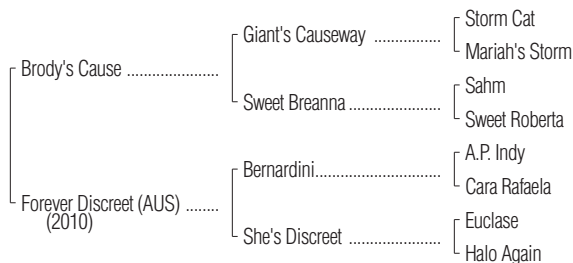 Storm Cat
Giant's Causeway ................
Mariah's Storm
Brody's Cause ......................
Sahm
Sweet Breanna ......................
Sweet Roberta
A.P. Indy
Bernardini..............................
Cara Rafaela
Forever Discreet (AUS) ........
(2010)
Euclase
She's Discreet ......................
Halo Again